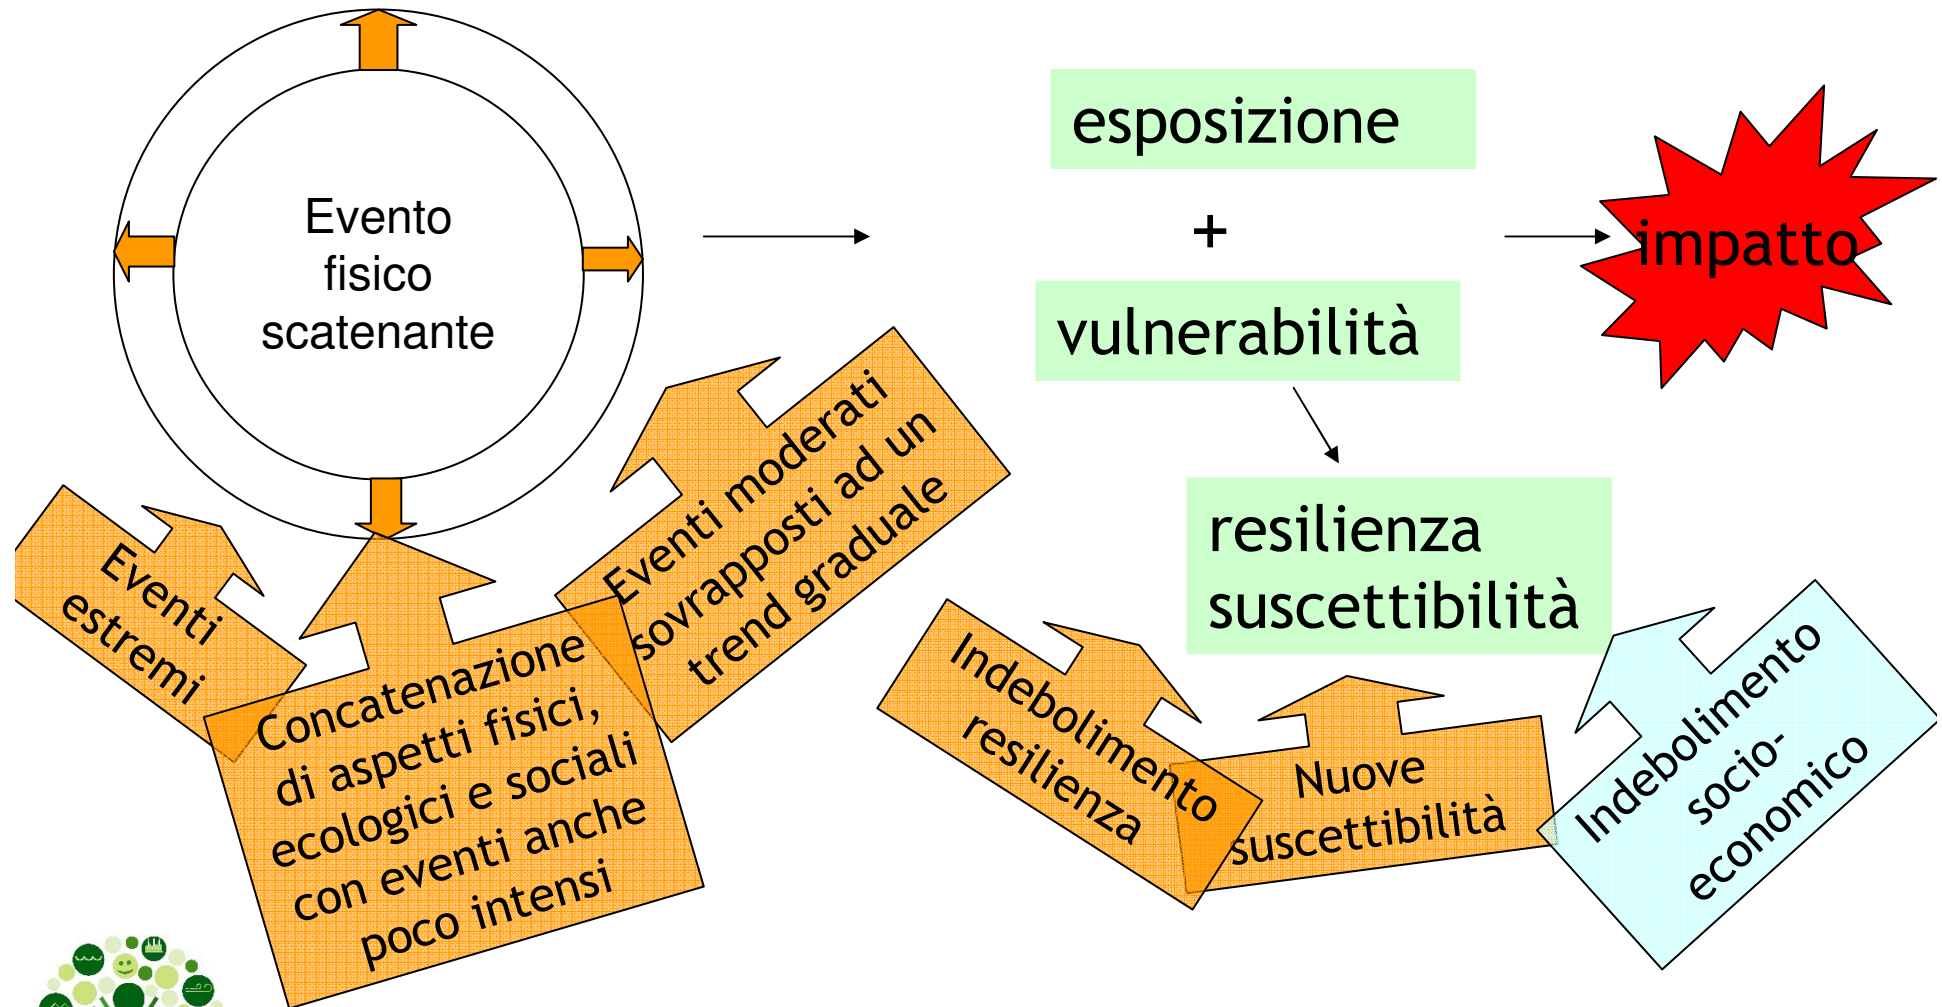 Evento
fisico
scatenante
esposizione
+
vulnerabilità
impatto
resilienza
suscettibilità
Eventi
estremi
Concatenazione
di aspetti fisici,
ecologici e sociali
con eventi anche
poco intensi
Eventi moderati
sovrapposti ad un
trend graduale
Indebolimento
resilienza
Nuove
suscettibilità
Indebolimento
socio-
economico